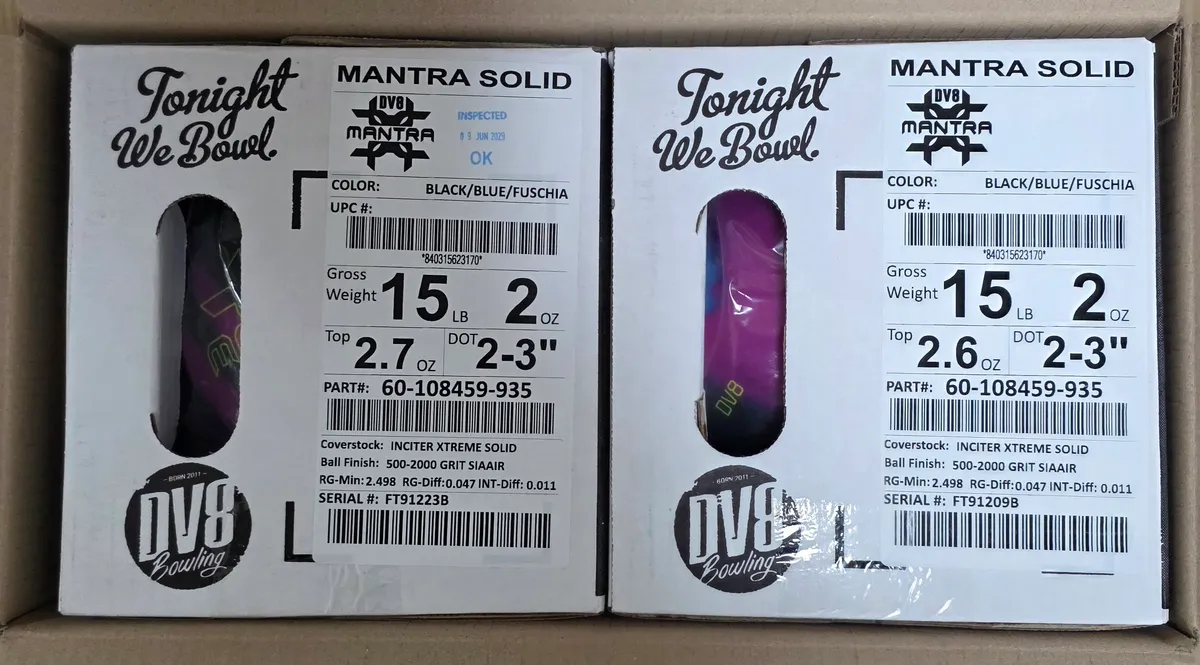 Tonight
We Bowl.
MANTRA SOLID
DV8
MANTRA
INSPECTED
OK
COLOR: BLACK/BLUE/FUSCHIA
UPC #:
*840315623170*
Gross
Weight 15 LB 2 OZ
Top 2.7 OZ DOT 2-3"
PART#: 60-108459-935
Coverstock: INCITER XTREME SOLID
Ball Finish: 500-2000 GRIT SIAAIR
RG-Min: 2.498 RG-Diff:0.047 INT-Diff: 0.011
SERIAL #: FT91223B
BORN 2011
DV8
Bowling
Tonight
We Bowl.
MANTRA SOLID
DV8
MANTRA
COLOR: BLACK/BLUE/FUSCHIA
UPC #:
*840315623170*
Gross
Weight 15 LB 2 OZ
Top 2.6 OZ DOT 2-3"
PART#: 60-108459-935
Coverstock: INCITER XTREME SOLID
Ball Finish: 500-2000 GRIT SIAAIR
RG-Min: 2.498 RG-Diff:0.047 INT-Diff: 0.011
SERIAL #: FT91209B
DV8
BORN 2011
DV8
Bowling